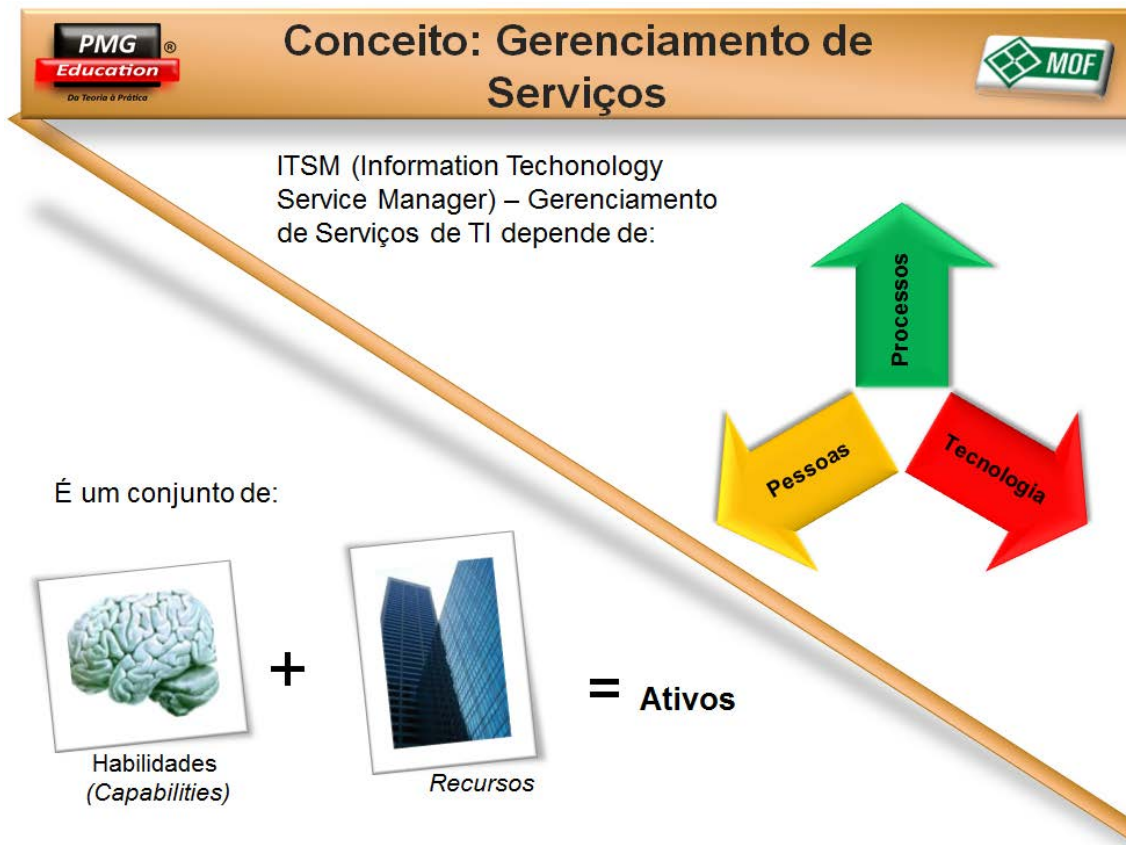 PMG ®
Education
Da Teoria à Prática
Conceito: Gerenciamento de
Serviços
MOF
ITSM (Information Techonology
Service Manager) – Gerenciamento
de Serviços de TI depende de:
Processos
Pessoas
Tecnologia
É um conjunto de:
+
= Ativos
Habilidades
(Capabilities)
Recursos